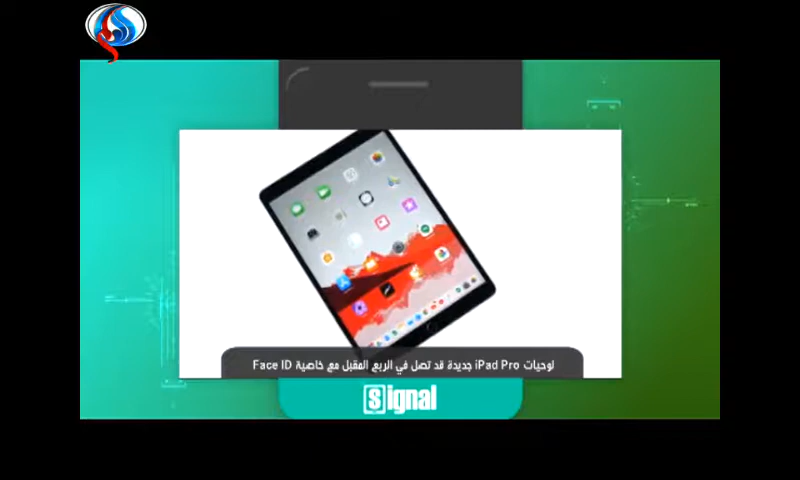 لوحيات iPad Pro جديدة قد تصل في الربع المقبل مع خاصية Face ID
Signal